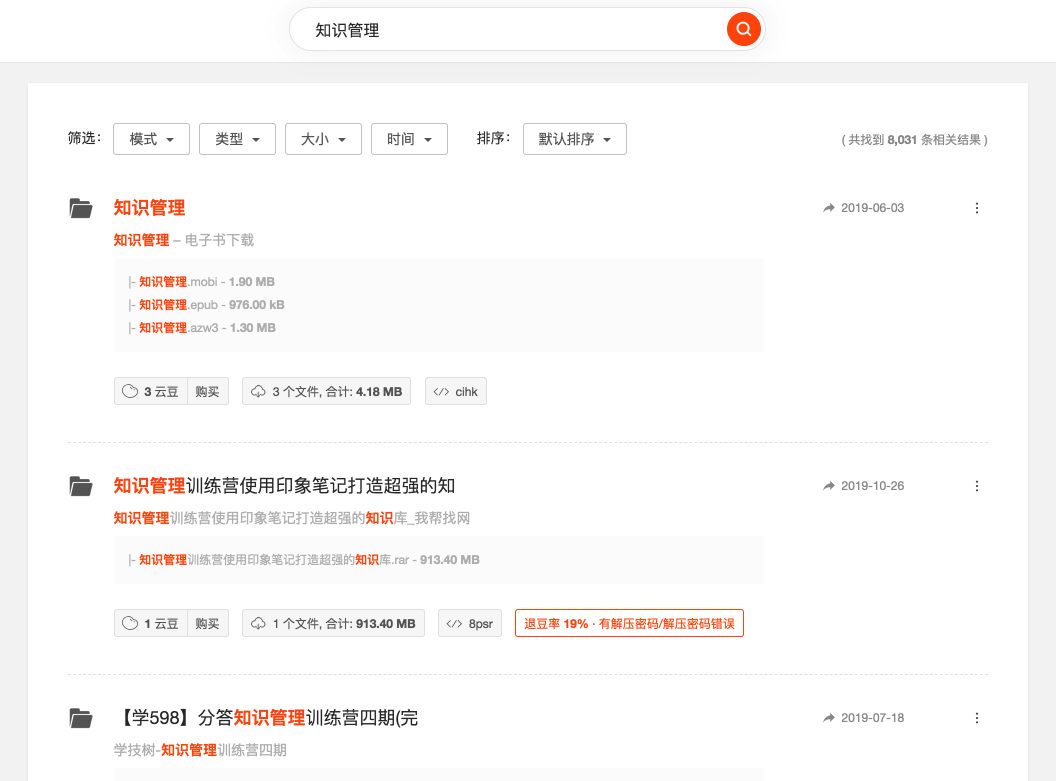 知识管理
筛选： 模式 类型 大小 时间 排序： 默认排序 ( 共找到 8,031 条相关结果 )
知识管理 2019-06-03
知识管理 – 电子书下载
|- 知识管理.mobi - 1.90 MB
|- 知识管理.epub - 976.00 kB
|- 知识管理.azw3 - 1.30 MB
3 云豆 购买 3 个文件, 合计: 4.18 MB </> cihk
知识管理训练营使用印象笔记打造超强的知 2019-10-26
知识管理训练营使用印象笔记打造超强的知识库_我帮找网
|- 知识管理训练营使用印象笔记打造超强的知识库.rar - 913.40 MB
1 云豆 购买 1 个文件, 合计: 913.40 MB </> 8psr 退豆率 19% · 有解压密码/解压密码错误
【学598】分答知识管理训练营四期(完 2019-07-18
学技树-知识管理训练营四期